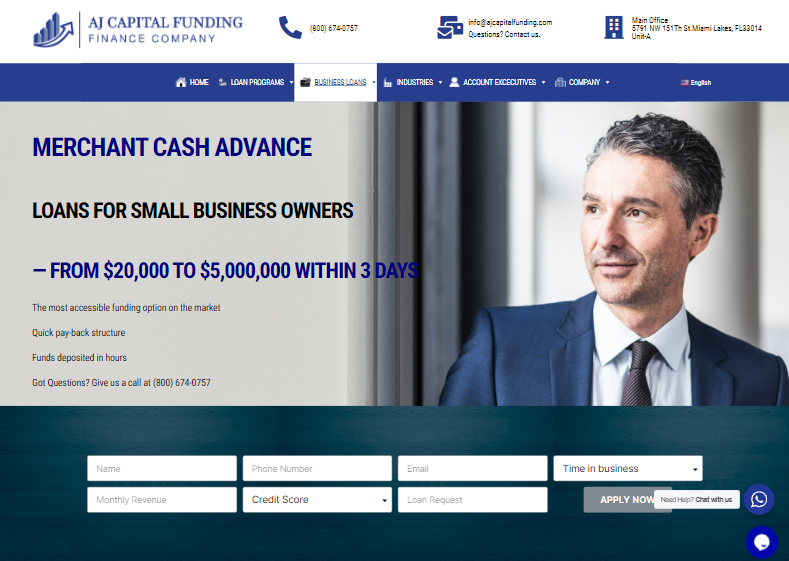 AJ CAPITAL FUNDING
FINANCE COMPANY
(800) 674-0757
info@ajcapitalfunding.com
Questions? Contact us.
Main Office
5791 NW 151Th St.Miami Lakes, FL33014
Unit-A
HOME LOAN PROGRAMS BUSINESS LOANS INDUSTRIES ACCOUNT EXCECUTIVES COMPANY English
MERCHANT CASH ADVANCE
LOANS FOR SMALL BUSINESS OWNERS
— FROM $20,000 TO $5,000,000 WITHIN 3 DAYS
The most accessible funding option on the market
Quick pay-back structure
Funds deposited in hours
Got Questions? Give us a call at (800) 674-0757
Name Phone Number Email Time in business
Monthly Revenue Credit Score Loan Request APPLY NOW
Need Help? Chat with us